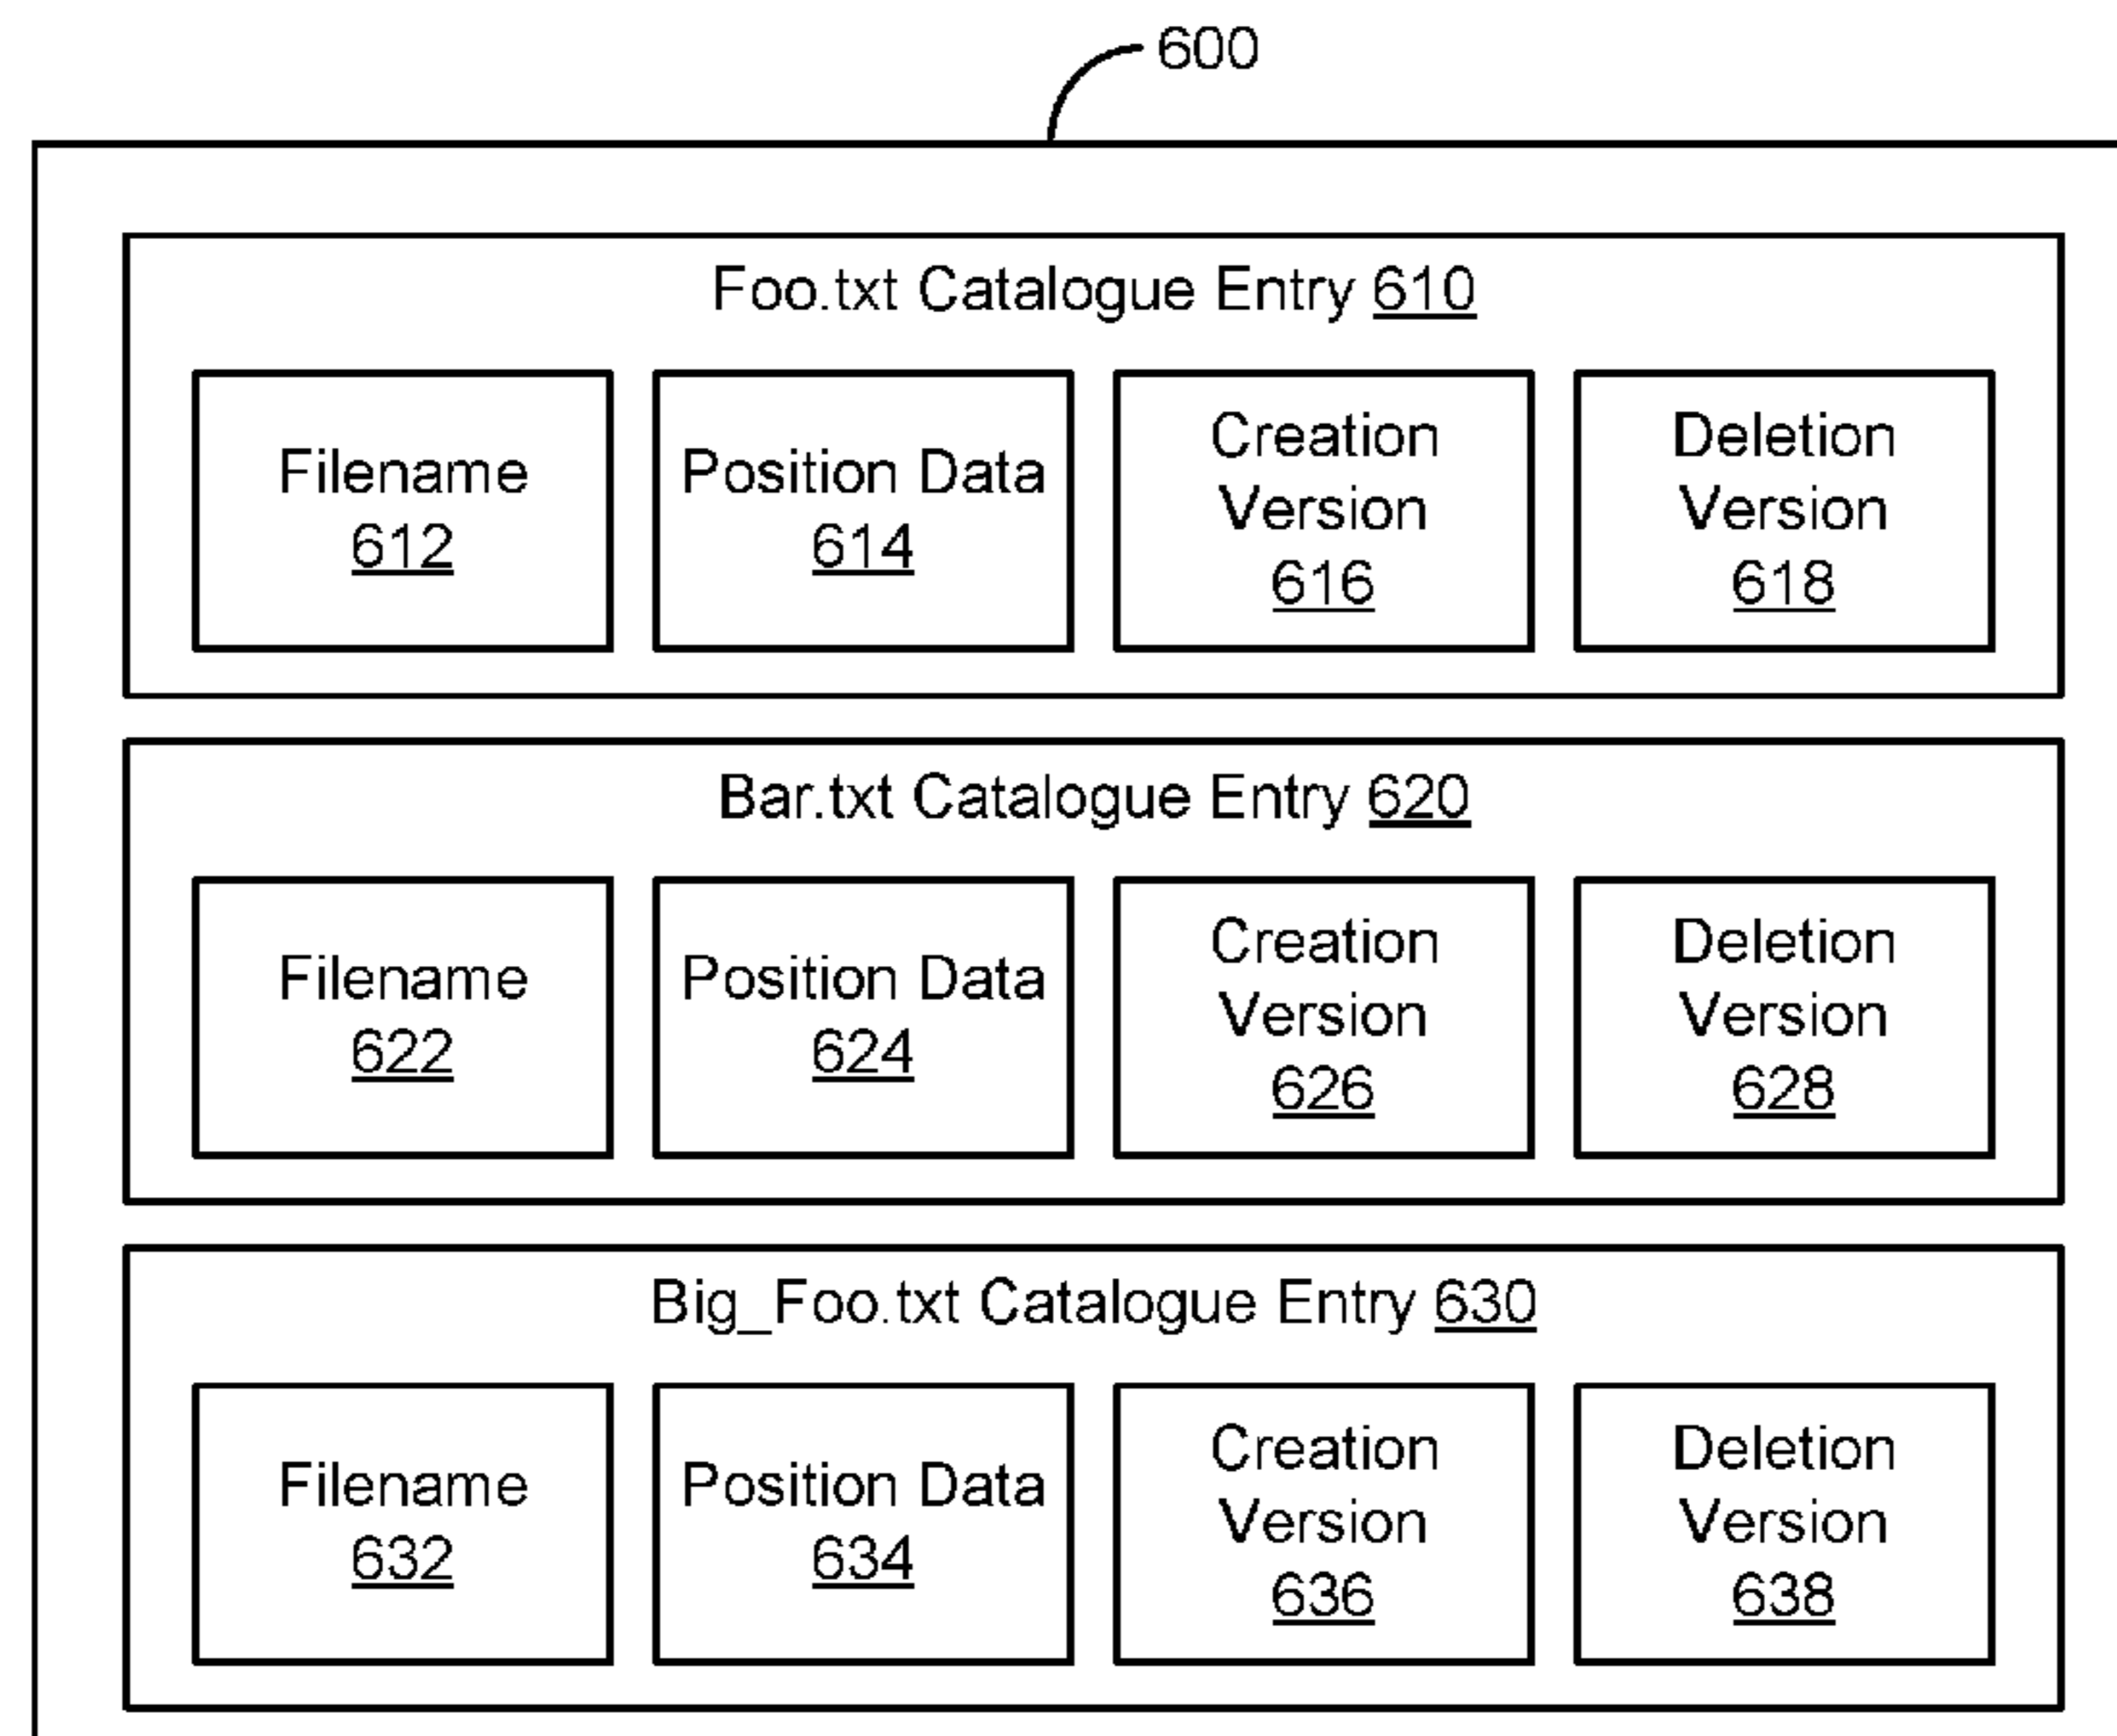 600
Foo.txt Catalogue Entry 610
Filename
612
Position Data
614
Creation
Version
616
Deletion
Version
618
Bar.txt Catalogue Entry 620
Filename
622
Position Data
624
Creation
Version
626
Deletion
Version
628
Big_Foo.txt Catalogue Entry 630
Filename
632
Position Data
634
Creation
Version
636
Deletion
Version
638